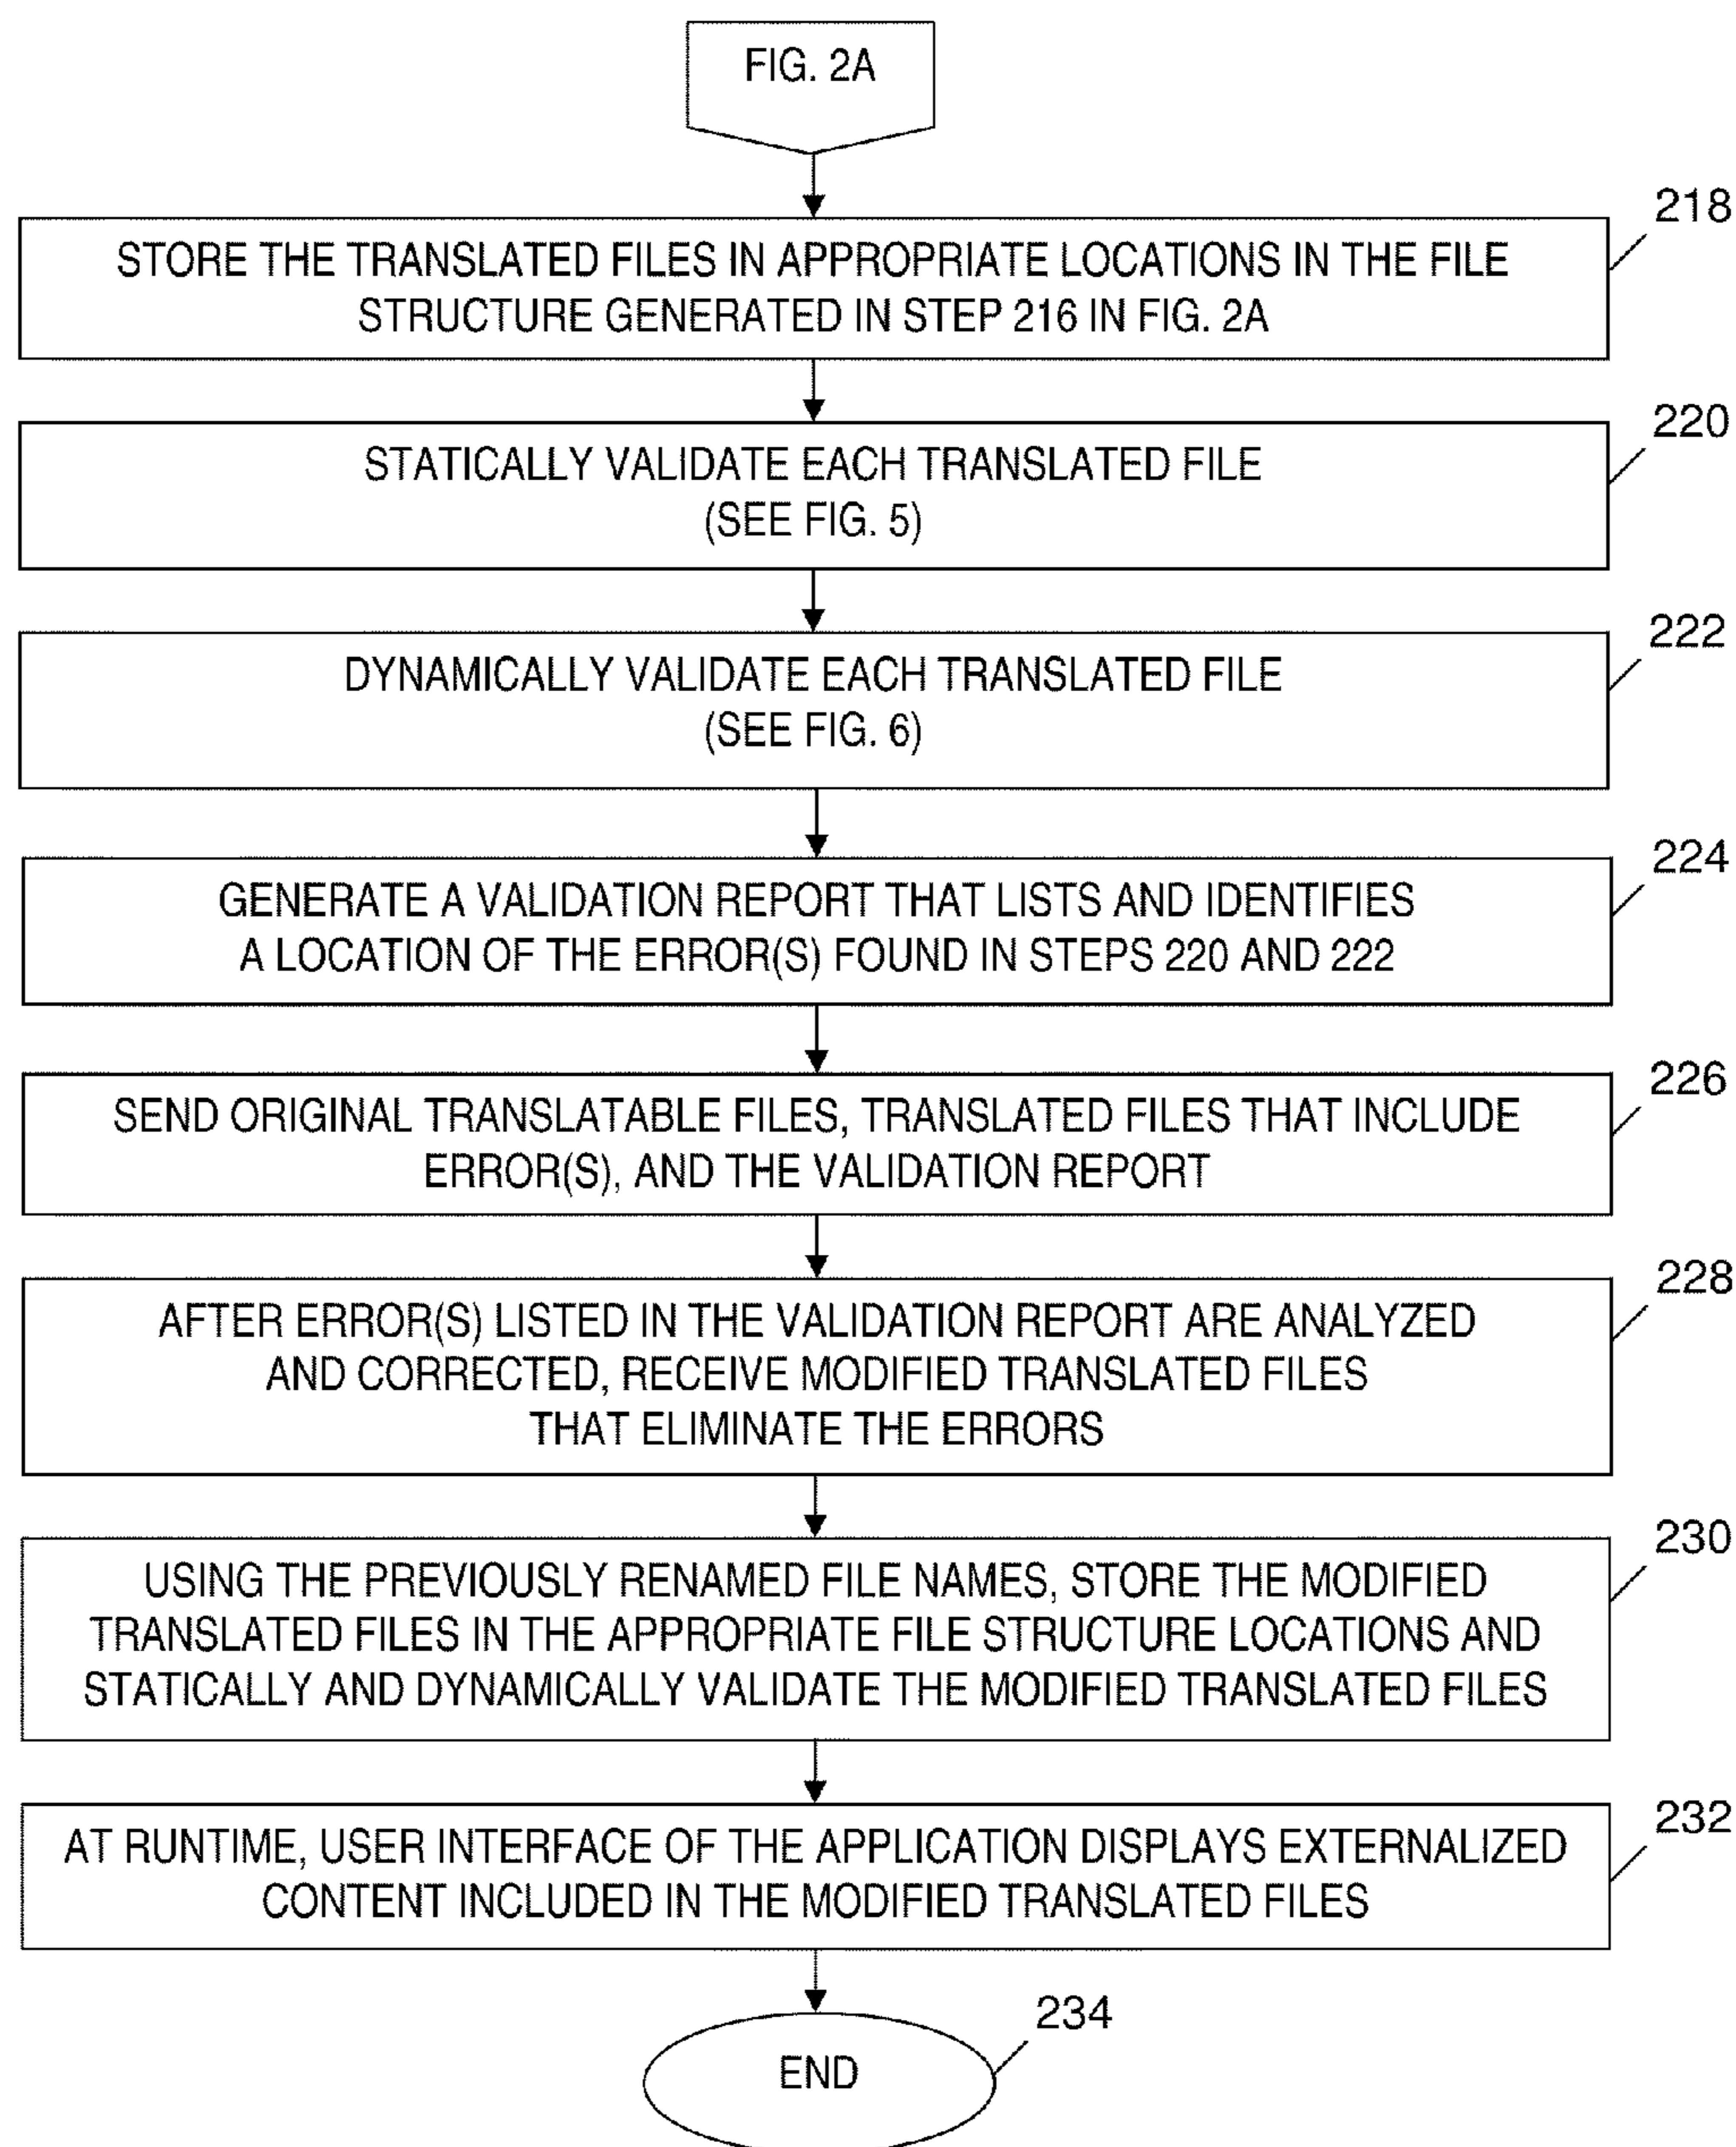 FIG. 2A
218
STORE THE TRANSLATED FILES IN APPROPRIATE LOCATIONS IN THE FILE
STRUCTURE GENERATED IN STEP 216 IN FIG. 2A
220
STATICALLY VALIDATE EACH TRANSLATED FILE
(SEE FIG. 5)
222
DYNAMICALLY VALIDATE EACH TRANSLATED FILE
(SEE FIG. 6)
224
GENERATE A VALIDATION REPORT THAT LISTS AND IDENTIFIES
A LOCATION OF THE ERROR(S) FOUND IN STEPS 220 AND 222
226
SEND ORIGINAL TRANSLATABLE FILES, TRANSLATED FILES THAT INCLUDE
ERROR(S), AND THE VALIDATION REPORT
228
AFTER ERROR(S) LISTED IN THE VALIDATION REPORT ARE ANALYZED
AND CORRECTED, RECEIVE MODIFIED TRANSLATED FILES
THAT ELIMINATE THE ERRORS
230
USING THE PREVIOUSLY RENAMED FILE NAMES, STORE THE MODIFIED
TRANSLATED FILES IN THE APPROPRIATE FILE STRUCTURE LOCATIONS AND
STATICALLY AND DYNAMICALLY VALIDATE THE MODIFIED TRANSLATED FILES
232
AT RUNTIME, USER INTERFACE OF THE APPLICATION DISPLAYS EXTERNALIZED
CONTENT INCLUDED IN THE MODIFIED TRANSLATED FILES
234
END